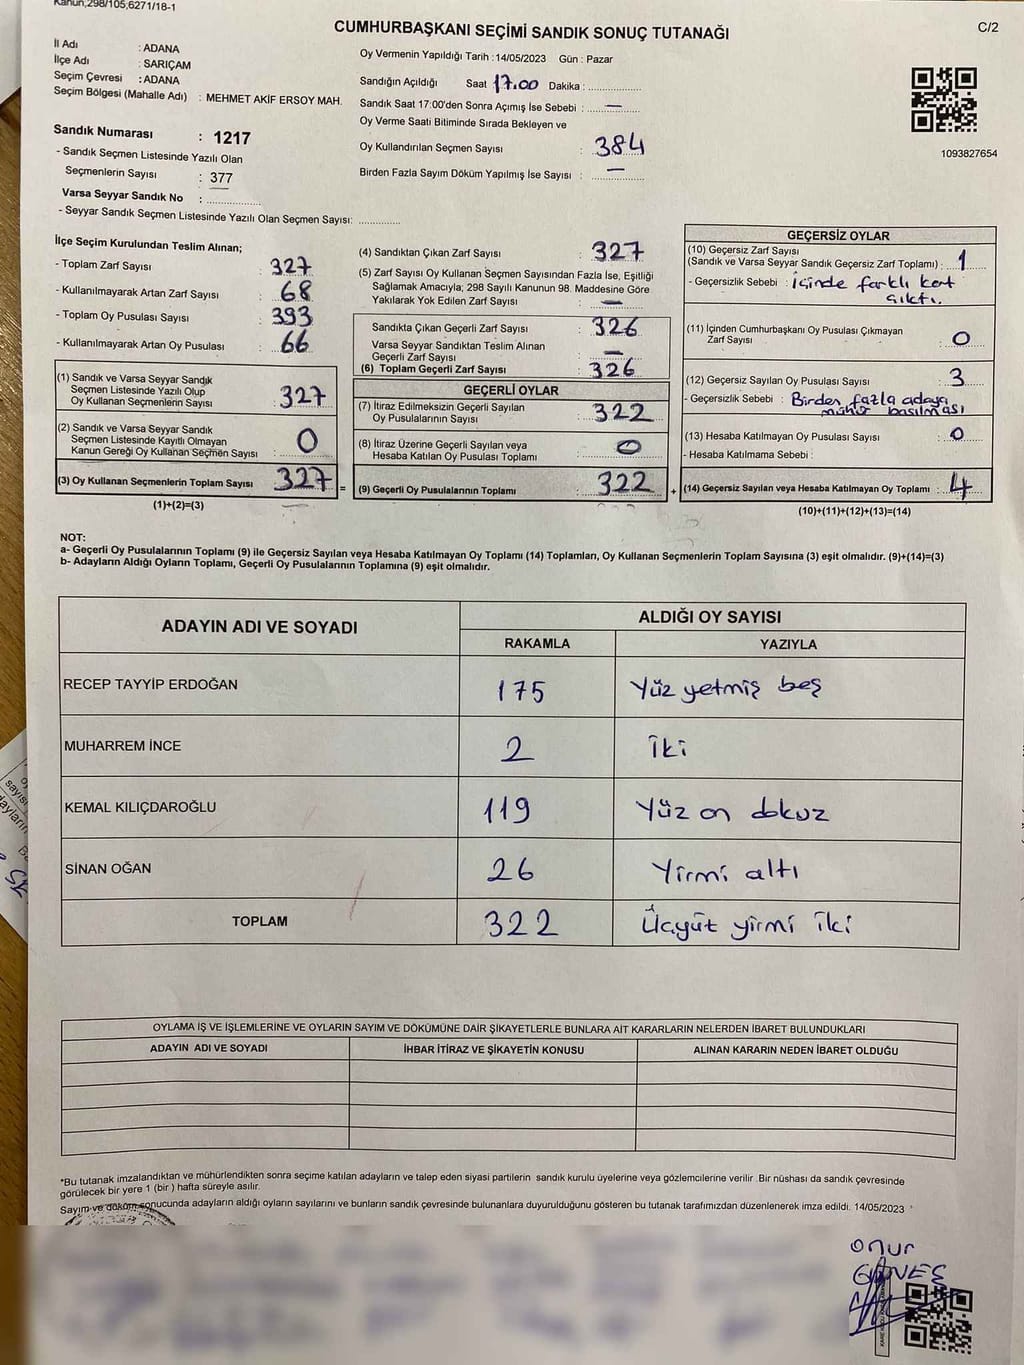 Kanun;298/105;6271/18-1
CUMHURBAŞKANI SEÇİMİ SANDIK SONUÇ TUTANAĞI
C/2
İl Adı : ADANA
İlçe Adı : SARIÇAM
Seçim Çevresi : ADANA
Seçim Bölgesi (Mahalle Adı) : MEHMET AKİF ERSOY MAH.
Sandık Numarası : 1217
- Sandık Seçmen Listesinde Yazılı Olan
Seçmenlerin Sayısı : 377
Varsa Seyyar Sandık No :
- Seyyar Sandık Seçmen Listesinde Yazılı Olan Seçmen Sayısı:
Oy Vermenin Yapıldığı Tarih : 14/05/2023 Gün : Pazar
Sandığın Açıldığı Saat 17.00 Dakika :
Sandık Saat 17:00'den Sonra Açımış İse Sebebi : —
Oy Verme Saati Bitiminde Sırada Bekleyen ve
Oy Kullandırılan Seçmen Sayısı : 384
Birden Fazla Sayım Döküm Yapılmış İse Sayısı : —
1093827654
İlçe Seçim Kurulundan Teslim Alınan;
- Toplam Zarf Sayısı : 327
- Kullanılmayarak Artan Zarf Sayısı : 68
- Toplam Oy Pusulası Sayısı : 393
- Kullanılmayarak Artan Oy Pusulası : 66
(1) Sandık ve Varsa Seyyar Sandık
Seçmen Listesinde Yazılı Olup
Oy Kullanan Seçmenlerin Sayısı : 327
(2) Sandık ve Varsa Seyyar Sandık
Seçmen Listesinde Kayıtlı Olmayan
Kanun Gereği Oy Kullanan Seçmen Sayısı : 0
(3) Oy Kullanan Seçmenlerin Toplam Sayısı : 327
(1)+(2)=(3)
=
(4) Sandıktan Çıkan Zarf Sayısı : 327
(5) Zarf Sayısı Oy Kullanan Seçmen Sayısından Fazla İse, Eşitliği
Sağlamak Amacıyla; 298 Sayılı Kanunun 98. Maddesine Göre
Yakılarak Yok Edilen Zarf Sayısı : —
Sandıkta Çıkan Geçerli Zarf Sayısı : 326
Varsa Seyyar Sandıktan Teslim Alınan
Geçerli Zarf Sayısı : —
(6) Toplam Geçerli Zarf Sayısı : 326
GEÇERLİ OYLAR
(7) İtiraz Edilmeksizin Geçerli Sayılan
Oy Pusulalarının Sayısı : 322
(8) İtiraz Üzerine Geçerli Sayılan veya
Hesaba Katılan Oy Pusulası Toplamı : 0
(9) Geçerli Oy Pusulalarının Toplamı : 322
+
GEÇERSİZ OYLAR
(10) Geçersiz Zarf Sayısı
(Sandık ve Varsa Seyyar Sandık Geçersiz Zarf Toplamı) : 1
- Geçersizlik Sebebi : içinde farklı kart
çıktı.
(11) İçinden Cumhurbaşkanı Oy Pusulası Çıkmayan
Zarf Sayısı : 0
(12) Geçersiz Sayılan Oy Pusulası Sayısı : 3
- Geçersizlik Sebebi : Birden fazla adaya
mühür basılması
(13) Hesaba Katılmayan Oy Pusulası Sayısı : 0
- Hesaba Katılmama Sebebi :
(14) Geçersiz Sayılan veya Hesaba Katılmayan Oy Toplamı : 4
(10)+(11)+(12)+(13)=(14)
NOT:
a- Geçerli Oy Pusulalarının Toplamı (9) ile Geçersiz Sayılan veya Hesaba Katılmayan Oy Toplamı (14) Toplamları, Oy Kullanan Seçmenlerin Toplam Sayısına (3) eşit olmalıdır. (9)+(14)=(3)
b- Adayların Aldığı Oyların Toplamı, Geçerli Oy Pusulalarının Toplamına (9) eşit olmalıdır.
ADAYIN ADI VE SOYADI
ALDIĞI OY SAYISI
RAKAMLA YAZIYLA
RECEP TAYYİP ERDOĞAN 175 Yüz yetmiş beş
MUHARREM İNCE 2 İki
KEMAL KILIÇDAROĞLU 119 Yüz on dokuz
SİNAN OĞAN 26 Yirmi altı
TOPLAM 322 Üçyüt yirmi iki
OYLAMA İŞ VE İŞLEMLERİNE VE OYLARIN SAYIM VE DÖKÜMÜNE DAİR ŞİKAYETLERLE BUNLARA AİT KARARLARIN NELERDEN İBARET BULUNDUKLARI
ADAYIN ADI VE SOYADI İHBAR İTİRAZ VE ŞİKAYETİN KONUSU ALINAN KARARIN NEDEN İBARET OLDUĞU
*Bu tutanak imzalandıktan ve mühürlendikten sonra seçime katılan adayların ve talep eden siyasi partilerin sandık kurulu üyelerine veya gözlemcilerine verilir .Bir nüshası da sandık çevresinde
görülecek bir yere 1 (bir ) hafta süreyle asılır.
Sayım ve döküm sonucunda adayların aldığı oyların sayılarını ve bunların sandık çevresinde bulunanlara duyurulduğunu gösteren bu tutanak tarafımızdan düzenlenerek imza edildi. 14/05/2023
Onur
GÜNEŞ